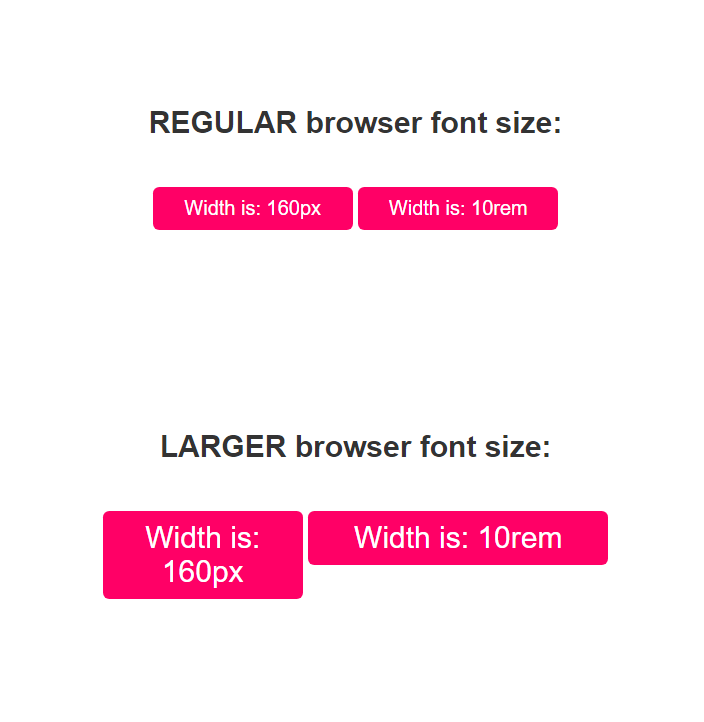 REGULAR browser font size:
Width is: 160px
Width is: 10rem
LARGER browser font size:
Width is:
160px
Width is: 10rem